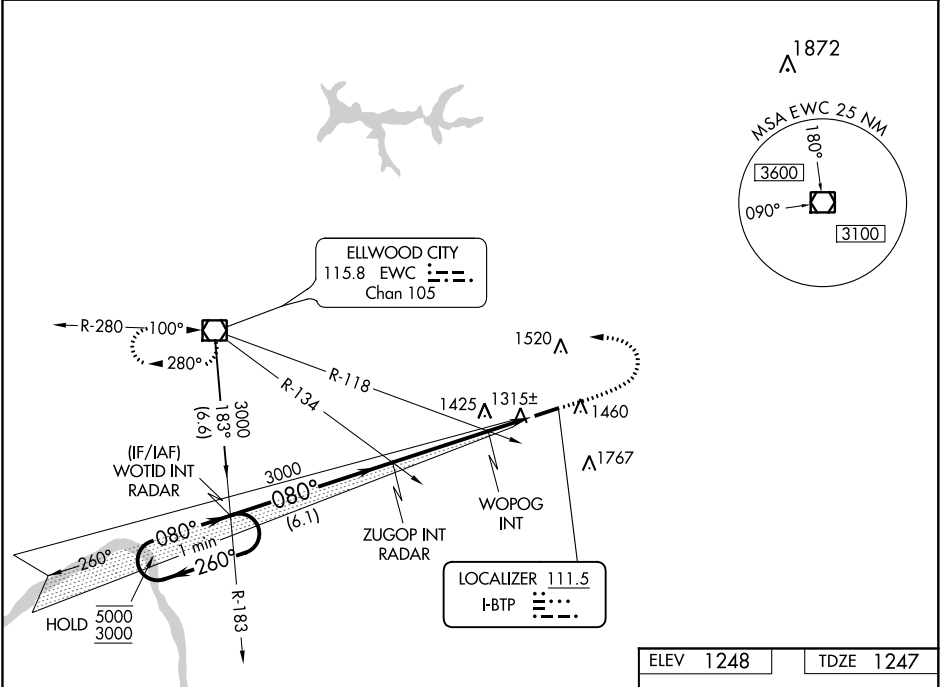 1872
MSA EWC 25 NM
180°
3600
090°
3100
ELLWOOD CITY
115.8 EWC
Chan 105
R-280
100°
280°
R-118
R-134
3000
183°
(6.6)
1520
1425
1315±
1460
1767
(IF/IAF)
WOTID INT
RADAR
3000
080°
(6.1)
080°
1 min
260°
260°
ZUGOP INT
RADAR
WOPOG
INT
HOLD 5000
3000
R-183
LOCALIZER 111.5
I-BTP
ELEV 1248
TDZE 1247